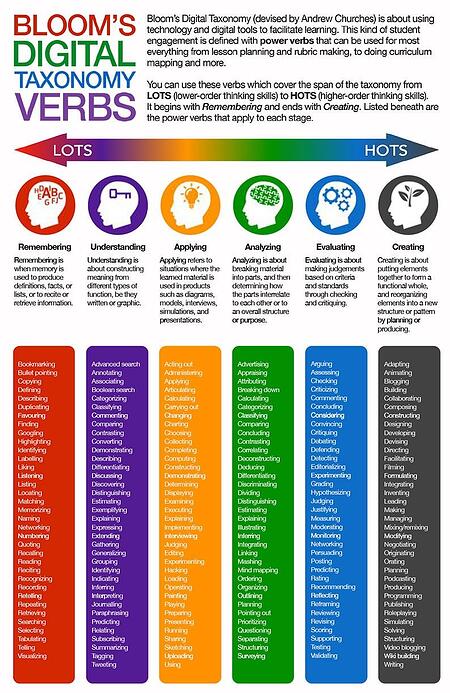 BLOOM'S
DIGITAL
TAXONOMY
VERBS
Bloom's Digital Taxonomy (devised by Andrew Churches) is about using
technology and digital tools to facilitate learning. This kind of student
engagement is defined with power verbs that can be used for most
everything from lesson planning and rubric making, to doing curriculum
mapping and more.
You can use these verbs which cover the span of the taxonomy from
LOTS (lower-order thinking skills) to HOTS (higher-order thinking skills).
It begins with Remembering and ends with Creating. Listed beneath are
the power verbs that apply to each stage.
LOTS
HOTS
Remembering
Remembering is
when memory is
used to produce
definitions, facts, or
lists, or to recite or
retrieve information.
Understanding
Understanding is
about constructing
meaning from
different types of
function, be they
written or graphic.
Applying
Applying refers to
situations where the
learned material is
used in products
such as diagrams,
models, interviews,
simulations, and
presentations.
Analyzing
Analyzing is about
breaking material
into parts, and then
determining how
the parts interrelate
to each other or to
an overall structure
or purpose.
Evaluating
Evaluating is about
making judgements
based on criteria
and standards
through checking
and critiquing.
Creating
Creating is about
putting elements
together to form a
functional whole,
and reorganizing
elements into a new
structure or pattern
by planning or
producing.
Bookmarking
Bullet pointing
Copying
Defining
Describing
Duplicating
Favouring
Finding
Googling
Highlighting
Identifying
Labelling
Liking
Listening
Listing
Locating
Matching
Memorizing
Naming
Networking
Numbering
Quoting
Recalling
Reading
Reciting
Recognizing
Recording
Retelling
Repeating
Retrieving
Searching
Selecting
Tabulating
Telling
Visualizing
Advanced search
Annotating
Associating
Boolean search
Categorizing
Classifying
Commenting
Comparing
Contrasting
Converting
Demonstrating
Describing
Differentiating
Discussing
Discovering
Distinguishing
Estimating
Exemplifying
Explaining
Expressing
Extending
Gathering
Generalizing
Grouping
Identifying
Indicating
Inferring
Interpreting
Journaling
Paraphrasing
Predicting
Relating
Subscribing
Summarizing
Tagging
Tweeting
Acting out
Administering
Applying
Articulating
Calculating
Carrying out
Changing
Charting
Choosing
Collecting
Completing
Computing
Constructing
Demonstrating
Determining
Displaying
Examining
Executing
Explaining
Implementing
Interviewing
Judging
Editing
Experimenting
Hacking
Loading
Operating
Painting
Playing
Preparing
Presenting
Running
Sharing
Sketching
Uploading
Using
Advertising
Appraising
Attributing
Breaking down
Calculating
Categorizing
Classifying
Comparing
Concluding
Contrasting
Correlating
Deconstructing
Deducing
Differentiating
Discriminating
Dividing
Distinguishing
Estimating
Explaining
Illustrating
Inferring
Integrating
Linking
Mashing
Mind mapping
Ordering
Organizing
Outlining
Planning
Pointing out
Prioritizing
Questioning
Separating
Structuring
Surveying
Arguing
Assessing
Checking
Criticizing
Commenting
Concluding
Considering
Convincing
Critiquing
Debating
Defending
Detecting
Editorializing
Experimenting
Grading
Hypothesizing
Judging
Justifying
Measuring
Moderating
Monitoring
Networking
Persuading
Posting
Predicting
Rating
Recommending
Reflecting
Reframing
Reviewing
Revising
Scoring
Supporting
Testing
Validating
Adapting
Animating
Blogging
Building
Collaborating
Composing
Constructing
Designing
Developing
Devising
Directing
Facilitating
Filming
Formulating
Integrating
Inventing
Leading
Making
Managing
Mixing/remixing
Modifying
Negotiating
Originating
Orating
Planning
Podcasting
Producing
Programming
Publishing
Roleplaying
Simulating
Solving
Structuring
Video blogging
Wiki building
Writing